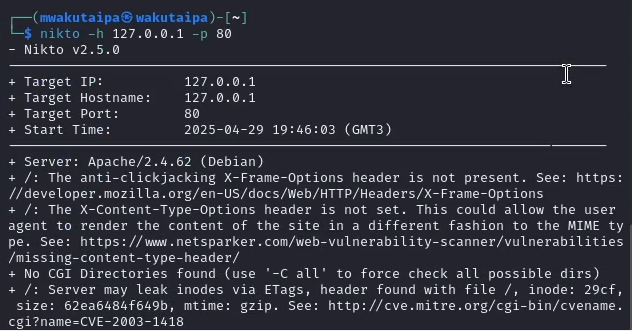 ┌──(mwakutaipa㉿wakutaipa)-[~]
└─$ nikto -h 127.0.0.1 -p 80
- Nikto v2.5.0
---------------------------------------------------------------------------
+ Target IP:          127.0.0.1
+ Target Hostname:    127.0.0.1
+ Target Port:        80
+ Start Time:         2025-04-29 19:46:03 (GMT3)
---------------------------------------------------------------------------
+ Server: Apache/2.4.62 (Debian)
+ /: The anti-clickjacking X-Frame-Options header is not present. See: https:
//developer.mozilla.org/en-US/docs/Web/HTTP/Headers/X-Frame-Options
+ /: The X-Content-Type-Options header is not set. This could allow the user
agent to render the content of the site in a different fashion to the MIME ty
pe. See: https://www.netsparker.com/web-vulnerability-scanner/vulnerabilities
/missing-content-type-header/
+ No CGI Directories found (use '-C all' to force check all possible dirs)
+ /: Server may leak inodes via ETags, header found with file /, inode: 29cf,
 size: 62ea6484f649b, mtime: gzip. See: http://cve.mitre.org/cgi-bin/cvename.
cgi?name=CVE-2003-1418